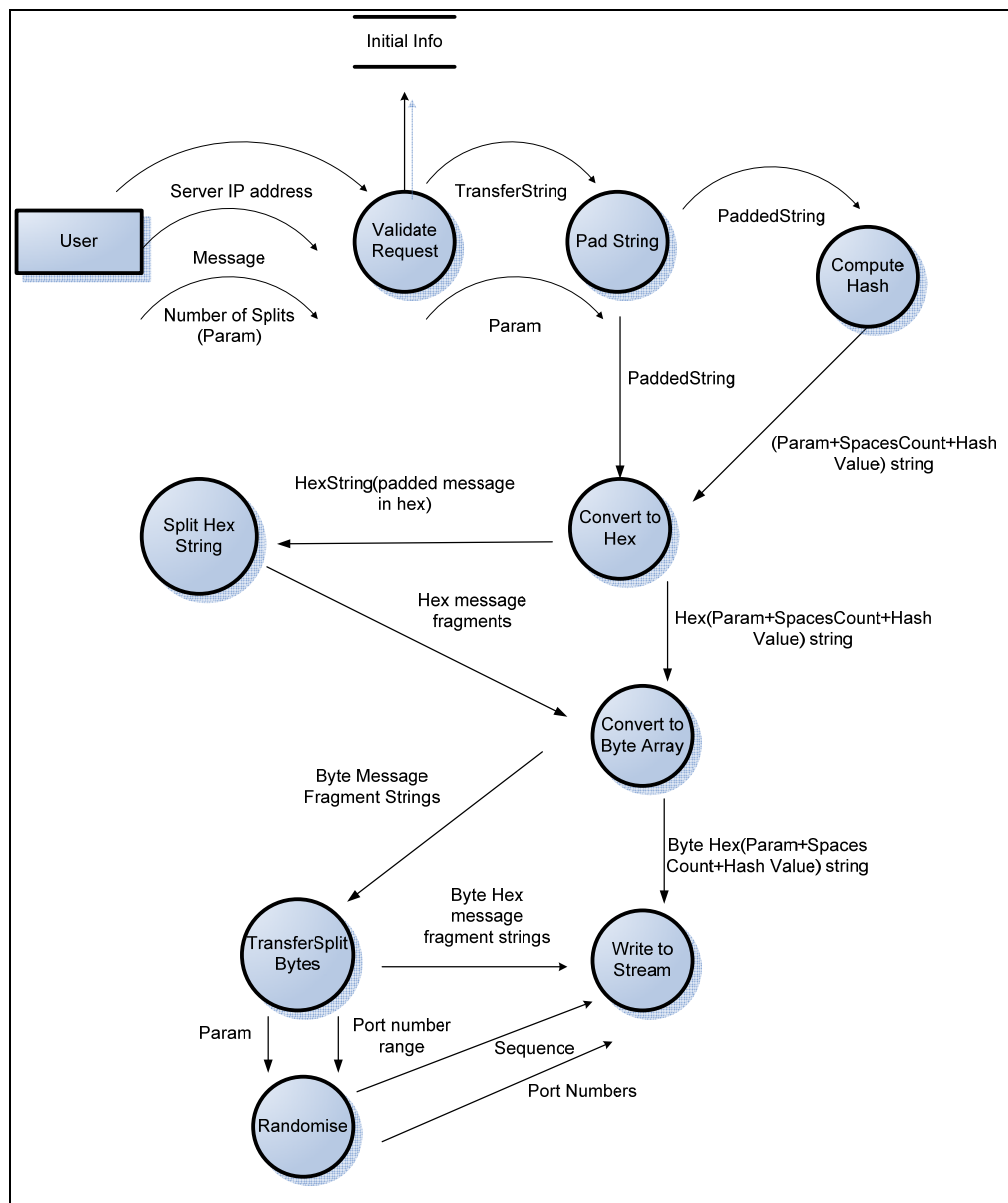 Initial Info
Server IP address
TransferString
PaddedString
User
Validate
Request
Pad String
Message
Compute
Hash
Number of Splits
(Param)
Param
PaddedString
(Param+SpacesCount+Hash
Value) string
HexString(padded message
in hex)
Split Hex
String
Convert to
Hex
Hex message
fragments
Hex(Param+SpacesCount+Hash
Value) string
Convert to
Byte Array
Byte Message
Fragment Strings
Byte Hex(Param+Spaces
Count+Hash Value) string
Byte Hex
message
fragment strings
TransferSplit
Bytes
Write to
Stream
Param
Port number
range
Sequence
Port Numbers
Randomise